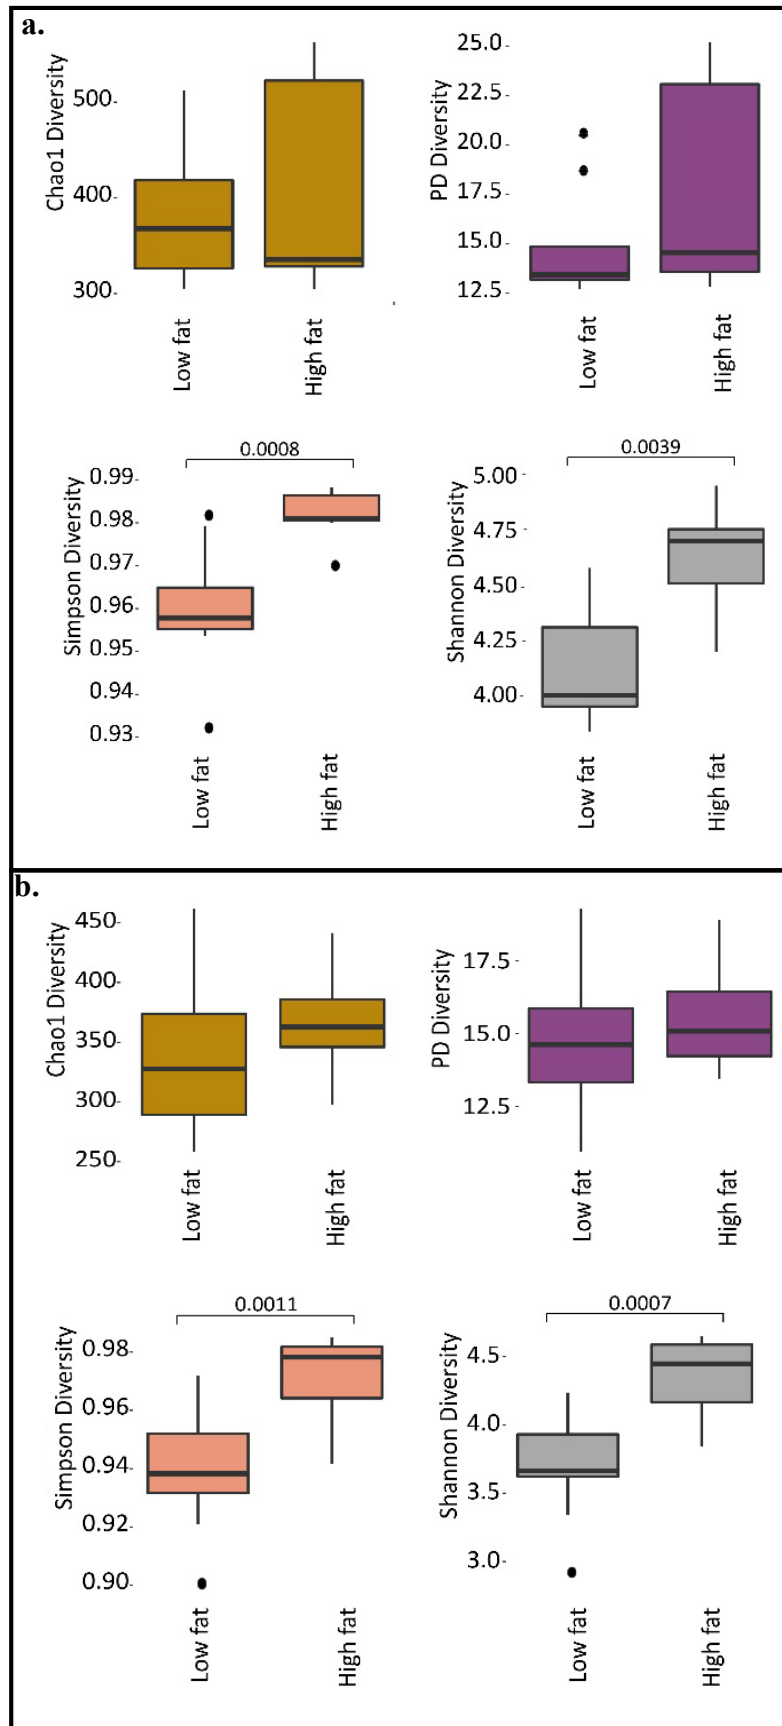 a.
Chao1 Diversity
500
400
300
Low fat
High fat
PD Diversity
25.0
22.5
20.0
17.5
15.0
12.5
Low fat
High fat
0.0008
Simpson Diversity
0.99
0.98
0.97
0.96
0.95
0.94
0.93
Low fat
High fat
0.0039
Shannon Diversity
5.00
4.75
4.50
4.25
4.00
Low fat
High fat
b.
Chao1 Diversity
450
400
350
300
250
Low fat
High fat
PD Diversity
17.5
15.0
12.5
Low fat
High fat
0.0011
Simpson Diversity
0.98
0.96
0.94
0.92
0.90
Low fat
High fat
0.0007
Shannon Diversity
4.5
4.0
3.5
3.0
Low fat
High fat